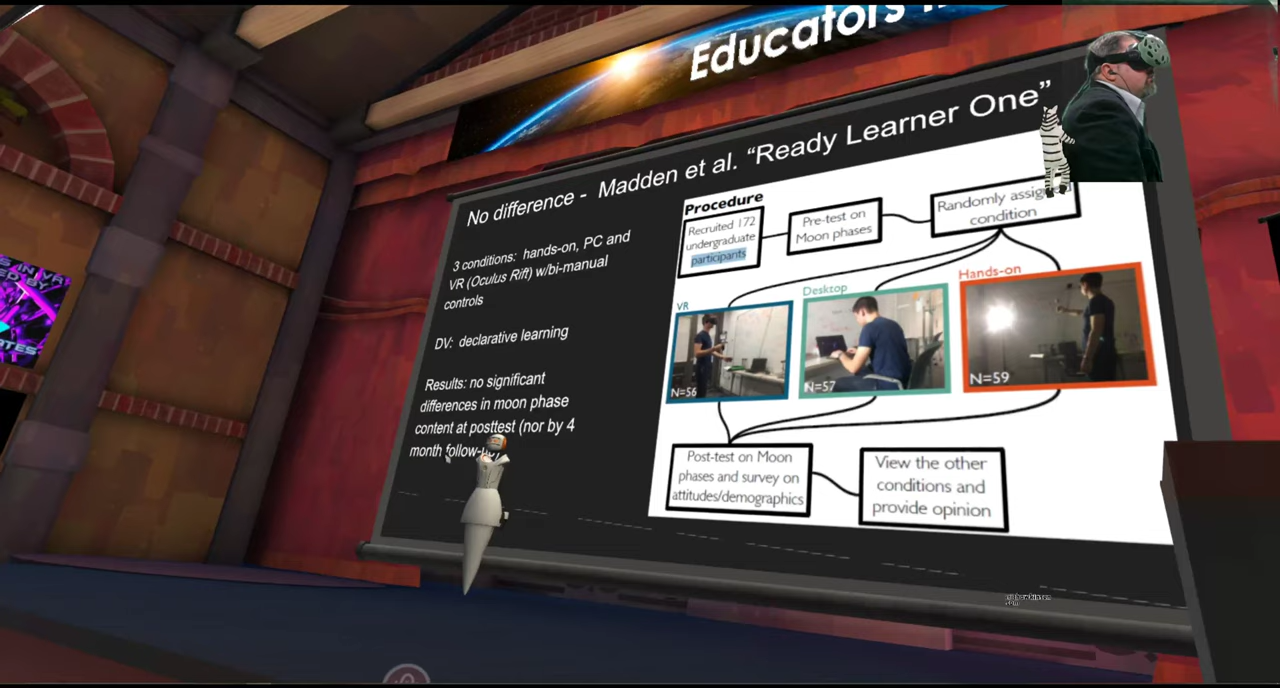 Educators
No difference - Madden et al. “Ready Learner One”
3 conditions: hands-on, PC and
VR (Oculus Rift) w/bi-manual
controls
DV: declarative learning
Results: no significant
differences in moon phase
content at posttest (nor by 4
month
Procedure
Recruited 172
undergraduate
participants
Pre-test on
Moon phases
Randomly
condition
VR
N=56
Desktop
N=57
Hands-on
N=59
Post-test on Moon
phases and survey on
attitudes/demographics
View the other
conditions and
provide opinion